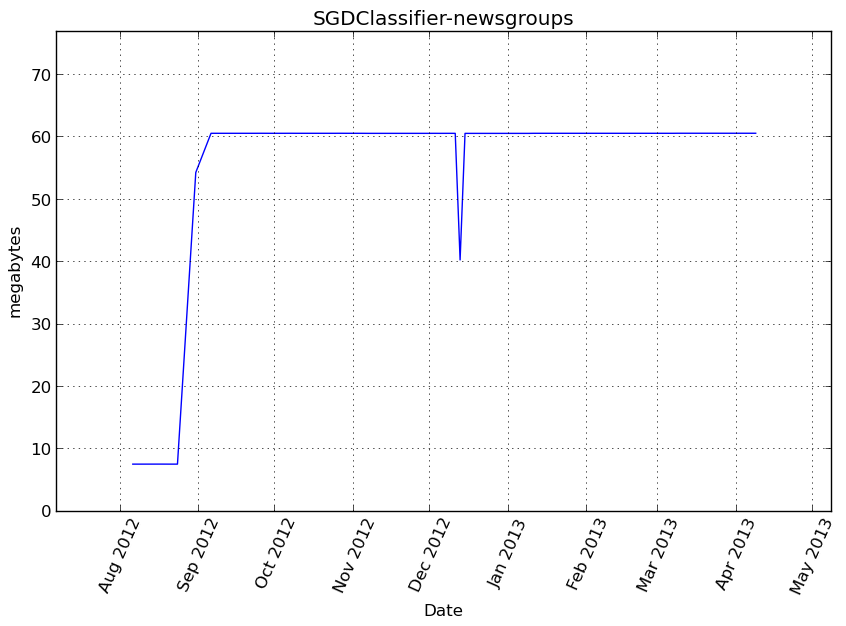 SGDClassifier-newsgroups
70
60
50
40
30
20
10
0
megabytes
Aug 2012
Sep 2012
Oct 2012
Nov 2012
Dec 2012
Jan 2013
Feb 2013
Mar 2013
Apr 2013
May 2013
Date